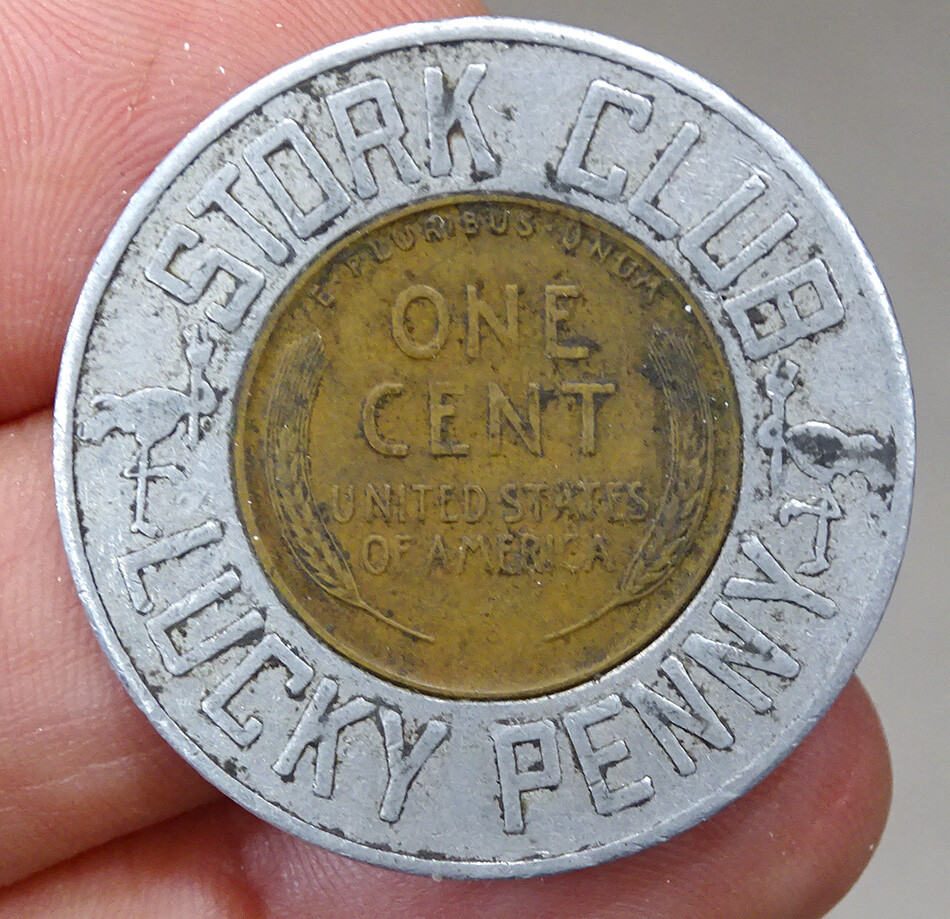 STORK CLUB
E·PLURIBUS·UNUM
ONE
CENT
UNITED STATES
OF AMERICA
LUCKY PENNY